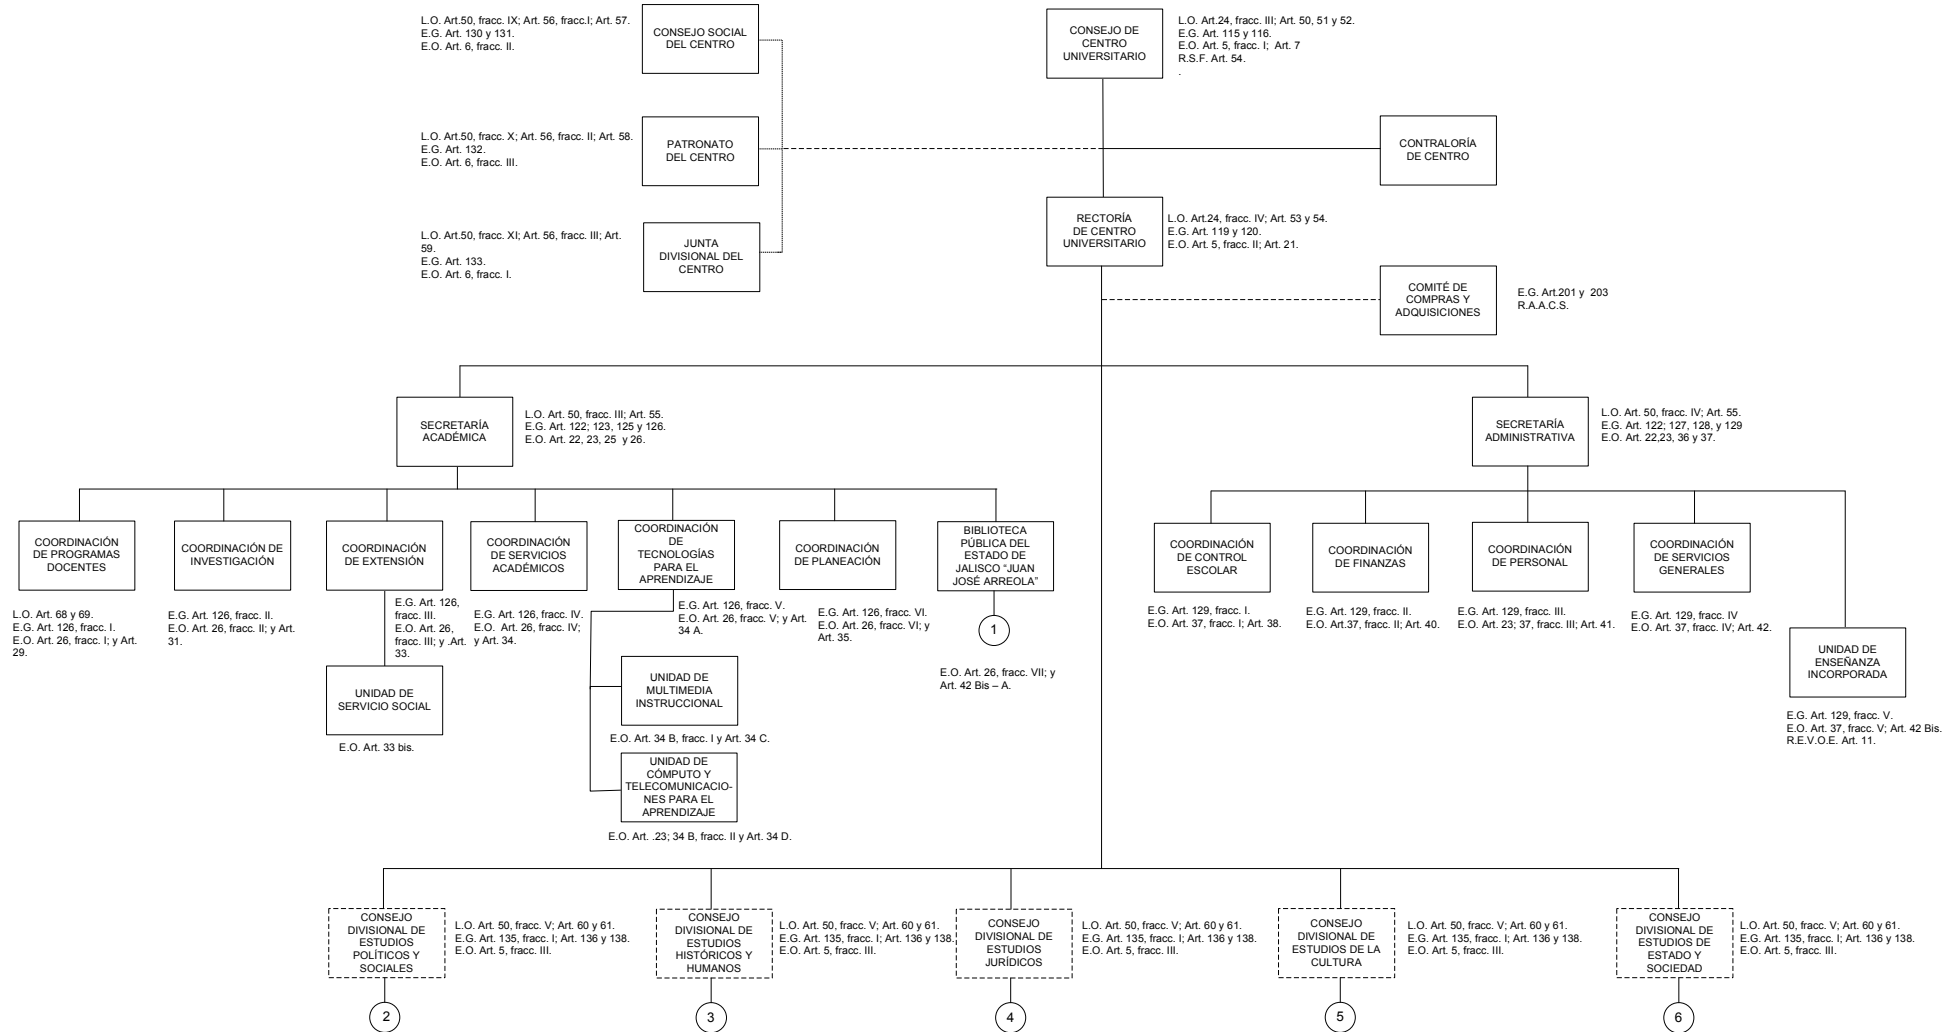 L.O. Art.50, fracc. IX; Art. 56, fracc.I; Art. 57.
E.G. Art. 130 y 131.
E.O. Art. 6, fracc. II.
CONSEJO SOCIAL
DEL CENTRO
CONSEJO DE
CENTRO
UNIVERSITARIO
L.O. Art.24, fracc. III; Art. 50, 51 y 52.
E.G. Art. 115 y 116.
E.O. Art. 5, fracc. I;  Art. 7
R.S.F. Art. 54.
.
L.O. Art.50, fracc. X; Art. 56, fracc. II; Art. 58.
E.G. Art. 132.
E.O. Art. 6, fracc. III.
PATRONATO
DEL CENTRO
CONTRALORÍA
DE CENTRO
L.O. Art.50, fracc. XI; Art. 56, fracc. III; Art.
59.
E.G. Art. 133.
E.O. Art. 6, fracc. I.
JUNTA
DIVISIONAL DEL
CENTRO
RECTORÍA
DE CENTRO
UNIVERSITARIO
L.O. Art.24, fracc. IV; Art. 53 y 54.
E.G. Art. 119 y 120.
E.O. Art. 5, fracc. II; Art. 21.
COMITÉ DE
COMPRAS Y
ADQUISICIONES
E.G. Art.201 y  203
R.A.A.C.S.
SECRETARÍA
ACADÉMICA
L.O. Art. 50, fracc. III; Art. 55.
E.G. Art. 122; 123, 125 y 126.
E.O. Art. 22, 23, 25  y 26.
SECRETARÍA
ADMINISTRATIVA
L.O. Art. 50, fracc. IV; Art. 55.
E.G. Art. 122; 127, 128, y 129
E.O. Art. 22,23, 36 y 37.
COORDINACIÓN
DE PROGRAMAS
DOCENTES
L.O. Art. 68 y 69.
E.G. Art. 126, fracc. I.
E.O. Art. 26, fracc. I; y Art.
29.
COORDINACIÓN DE
INVESTIGACIÓN
E.G. Art. 126, fracc. II.
E.O. Art. 26, fracc. II; y Art.
31.
COORDINACIÓN
DE EXTENSIÓN
E.G. Art. 126,
fracc. III.
E.O. Art. 26,
fracc. III; y .Art.
33.
UNIDAD DE
SERVICIO SOCIAL
E.O. Art. 33 bis.
COORDINACIÓN
DE SERVICIOS
ACADÉMICOS
E.G. Art. 126, fracc. IV.
E.O.  Art. 26, fracc. IV;
y Art. 34.
COORDINACIÓN
DE
TECNOLOGÍAS
PARA EL
APRENDIZAJE
E.G. Art. 126, fracc. V.
E.O. Art. 26, fracc. V; y Art.
34 A.
UNIDAD DE
MULTIMEDIA
INSTRUCCIONAL
E.O. Art. 34 B, fracc. I y Art. 34 C.
UNIDAD DE
CÓMPUTO Y
TELECOMUNICACIO-
NES PARA EL
APRENDIZAJE
E.O. Art. .23; 34 B, fracc. II y Art. 34 D.
COORDINACIÓN
DE PLANEACIÓN
E.G. Art. 126, fracc. VI.
E.O. Art. 26, fracc. VI; y
Art. 35.
BIBLIOTECA
PÚBLICA DEL
ESTADO DE
JALISCO “JUAN
JOSÉ ARREOLA”
1
E.O. Art. 26, fracc. VII; y
Art. 42 Bis – A.
COORDINACIÓN
DE CONTROL
ESCOLAR
E.G. Art. 129, fracc. I.
E.O. Art. 37, fracc. I; Art. 38.
COORDINACIÓN
DE FINANZAS
E.G. Art. 129, fracc. II.
E.O. Art.37, fracc. II; Art. 40.
COORDINACIÓN
DE PERSONAL
E.G. Art. 129, fracc. III.
E.O. Art. 23; 37, fracc. III; Art. 41.
COORDINACIÓN
DE SERVICIOS
GENERALES
E.G. Art. 129, fracc. IV
E.O. Art. 37, fracc. IV; Art. 42.
UNIDAD DE
ENSEÑANZA
INCORPORADA
E.G. Art. 129, fracc. V.
E.O. Art. 37, fracc. V; Art. 42 Bis.
R.E.V.O.E. Art. 11.
CONSEJO
DIVISIONAL DE
ESTUDIOS
POLÍTICOS Y
SOCIALES
L.O. Art. 50, fracc. V; Art. 60 y 61.
E.G. Art. 135, fracc. I; Art. 136 y 138.
E.O. Art. 5, fracc. III.
2
CONSEJO
DIVISIONAL DE
ESTUDIOS
HISTÓRICOS Y
HUMANOS
L.O. Art. 50, fracc. V; Art. 60 y 61.
E.G. Art. 135, fracc. I; Art. 136 y 138.
E.O. Art. 5, fracc. III.
3
CONSEJO
DIVISIONAL DE
ESTUDIOS
JURÍDICOS
L.O. Art. 50, fracc. V; Art. 60 y 61.
E.G. Art. 135, fracc. I; Art. 136 y 138.
E.O. Art. 5, fracc. III.
4
CONSEJO
DIVISIONAL DE
ESTUDIOS DE LA
CULTURA
L.O. Art. 50, fracc. V; Art. 60 y 61.
E.G. Art. 135, fracc. I; Art. 136 y 138.
E.O. Art. 5, fracc. III.
5
CONSEJO
DIVISIONAL DE
ESTUDIOS DE
ESTADO Y
SOCIEDAD
L.O. Art. 50, fracc. V; Art. 60 y 61.
E.G. Art. 135, fracc. I; Art. 136 y 138.
E.O. Art. 5, fracc. III.
6